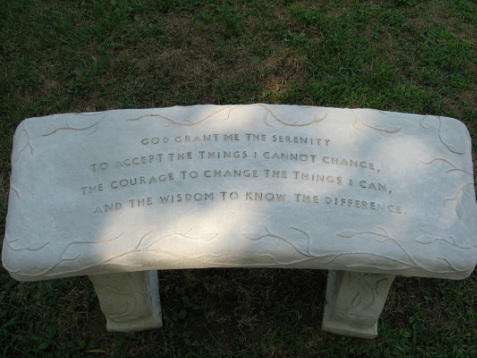 GOD GRANT ME THE SERENITY
TO ACCEPT THE THINGS I CANNOT CHANGE,
THE COURAGE TO CHANGE THE THINGS I CAN,
AND THE WISDOM TO KNOW THE DIFFERENCE.